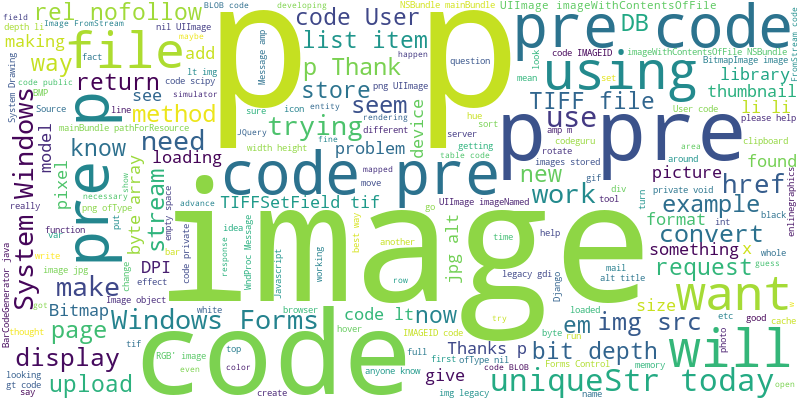 BLOB code
developing
NSBundle mainBundle
UIImage imageWithContentsOfFile
could
Image FromStream
depth li
nil UIImage
maybe
field
rel nofollow
code User
p
p
pre code
DB
code IMAGEID
imageWithContentsOfFile NSBundle
BitmapImage image
FromStream code
enlinegraphics
making
way
file
add
list item
Message amp
happen
question
look
mean
using
library
thumbnail
System Drawing
fact
lt img
code scipy
p Thank
png UIImage
code public
BMP
return
store
Source
line
see
simulator
sure
icon
entity
rendering
hue
sort
TIFF file
set
User code
li li
please help
method
JQuery
seem
different
server
amp m
use
codeguru
mainBundle pathForResource
trying
fine
device
getting
table code
p pre
area
clipboard
model
know
need
width height
problem
rotate
images stored
around
found
System Windows
pre
p
loading
code pre
mapped
move
new
gif
div
picture
href
pixel
byte array
stream
necessary
show
png ofType
TIFFSetField tif
UIImage imageNamed
work
tool
turn
private void
example
black
put
advance
really
function
var
empty space
code private
response
idea
WndProc Message
Javascript
working
best way
another
go
image
time
help
jpg alt
format
int
convert
write
bar
row
legacy gdi
Django
mail
alt title
something
x
whole
guess
BarCodeGenerator java
image jpg
change
DPI
effect
browser
try
loaded
request
want
make
Image object
white
got
Bitmap
Windows Forms
code lt
now
byte
em
size
etc
good
cache
thought
page
tif
RGB' image
hover
IMAGEID code
Thanks p
img src
run
photo
display
even
top
code
full
first
ofType nil
bit depth
Forms Control
memory
will
looking
gt code
say
upload
color
create
anyone know
give
code BLOB
img legacy
uniqueStr today
name
open